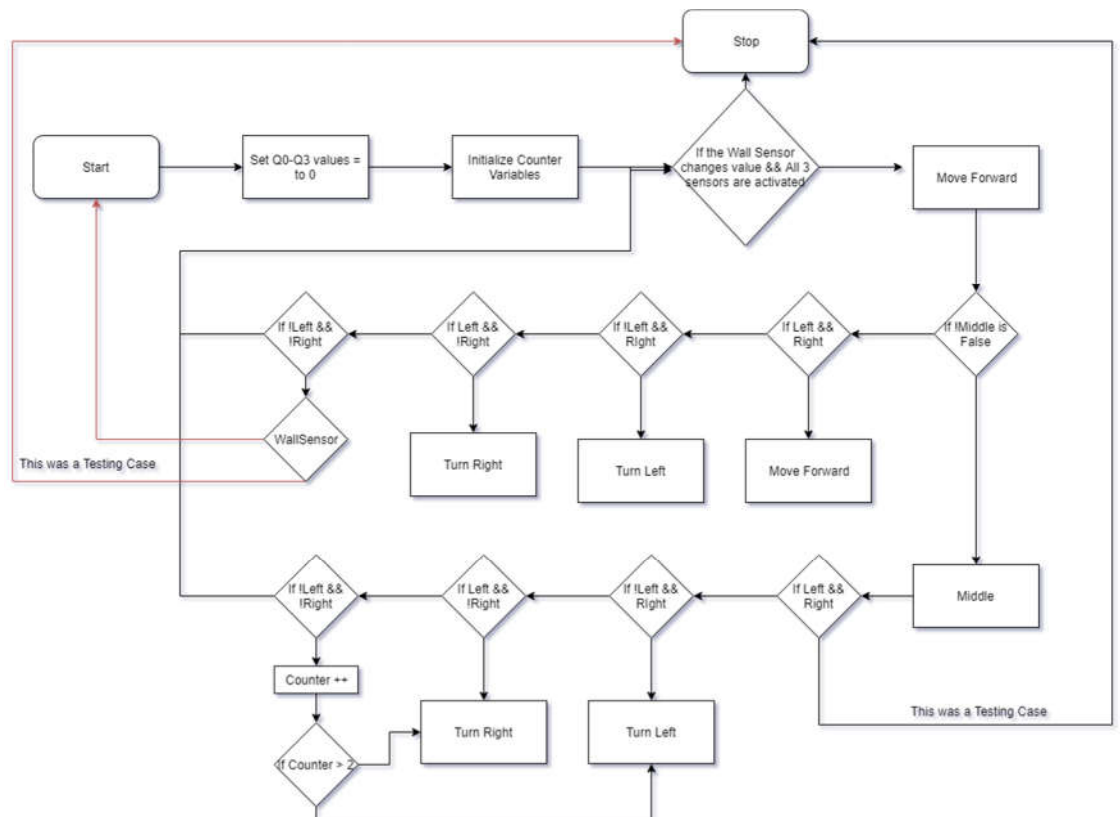 Stop
Start
Set Q0-Q3 values =
to 0
Initialize Counter
Variables
If the Wall Sensor
changes value && All 3
sensors are activated
Move Forward
If !Left &&
!Right
If Left &&
!Right
If !Left &&
RIght
If Left &&
Right
If !Middle is
False
WallSensor
This was a Testing Case
Turn Right
Turn Left
Move Forward
If !Left &&
!Right
If Left &&
!Right
If !Left &&
RIght
If Left &&
Right
Middle
Counter ++
This was a Testing Case
If Counter > 2
Turn Right
Turn Left